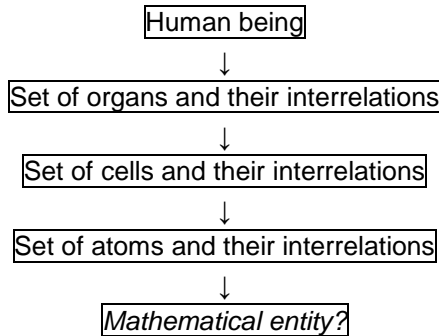 Human being
↓
Set of organs and their interrelations
↓
Set of cells and their interrelations
↓
Set of atoms and their interrelations
↓
Mathematical entity?